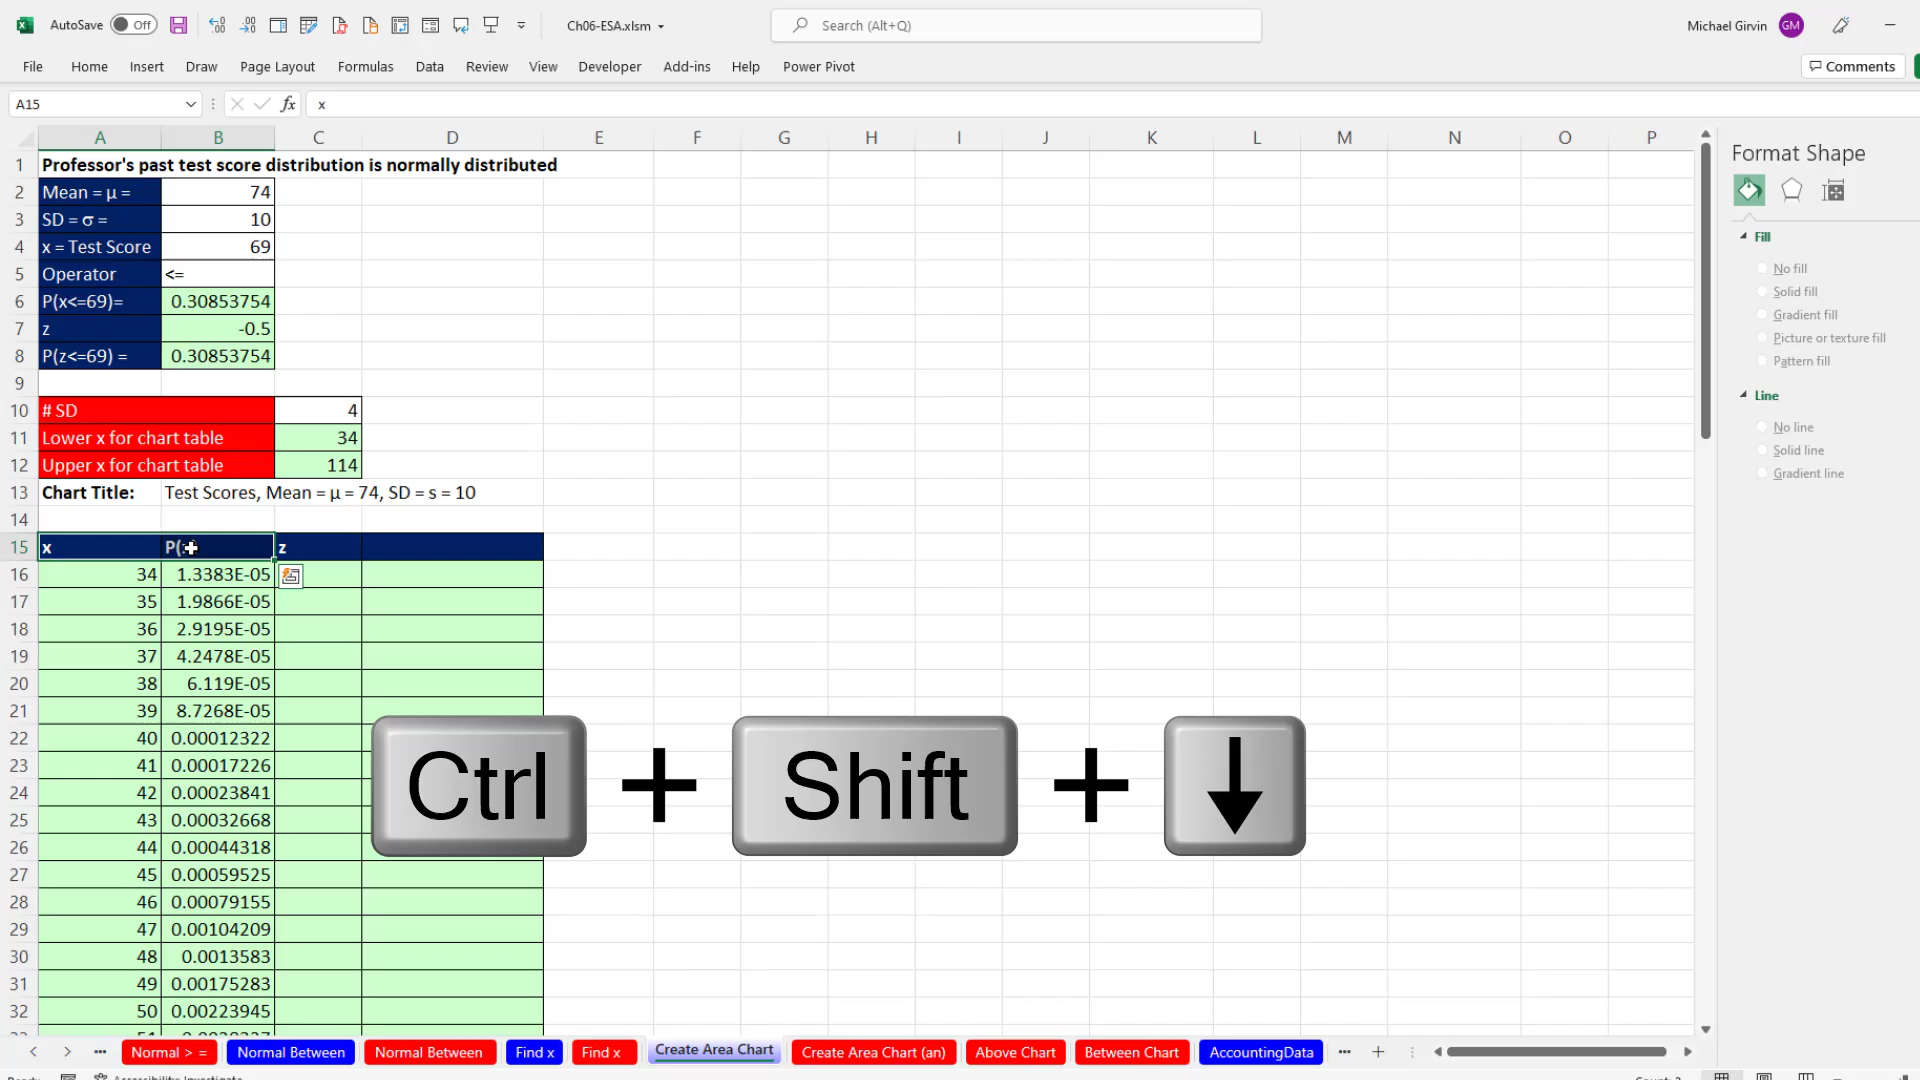 AutoSave Off Ch06-ESA.xlsm Search (Alt+Q) Michael Girvin GM
File Home Insert Draw Page Layout Formulas Data Review View Developer Add-ins Help Power Pivot Comments
A15 fx x
A B C D E F G H I J K L M N O P
1 Professor's past test score distribution is normally distributed
2 Mean = μ = 74
3 SD = σ = 10
4 x = Test Score 69
5 Operator <=
6 P(x<=69)= 0.30853754
7 z -0.5
8 P(z<=69) = 0.30853754
9
10 # SD 4
11 Lower x for chart table 34
12 Upper x for chart table 114
13 Chart Title: Test Scores, Mean = μ = 74, SD = s = 10
14
15 x z
16 34 1.3383E-05
17 35 1.9866E-05
18 36 2.9195E-05
19 37 4.2478E-05
20 38 6.119E-05
21 39 8.7268E-05
22 40 0.00012322
23 41 0.00017226
24 42 0.00023841
25 43 0.00032668
26 44 0.00044318
27 45 0.00059525
28 46 0.00079155
29 47 0.00104209
30 48 0.0013583
31 49 0.00175283
32 50 0.00223945
Ctrl + Shift +
Format Shape
Fill
No fill
Solid fill
Gradient fill
Picture or texture fill
Pattern fill
Line
No line
Solid line
Gradient line
Normal > = Normal Between Normal Between Find x Find x Create Area Chart Create Area Chart (an) Above Chart Between Chart AccountingData